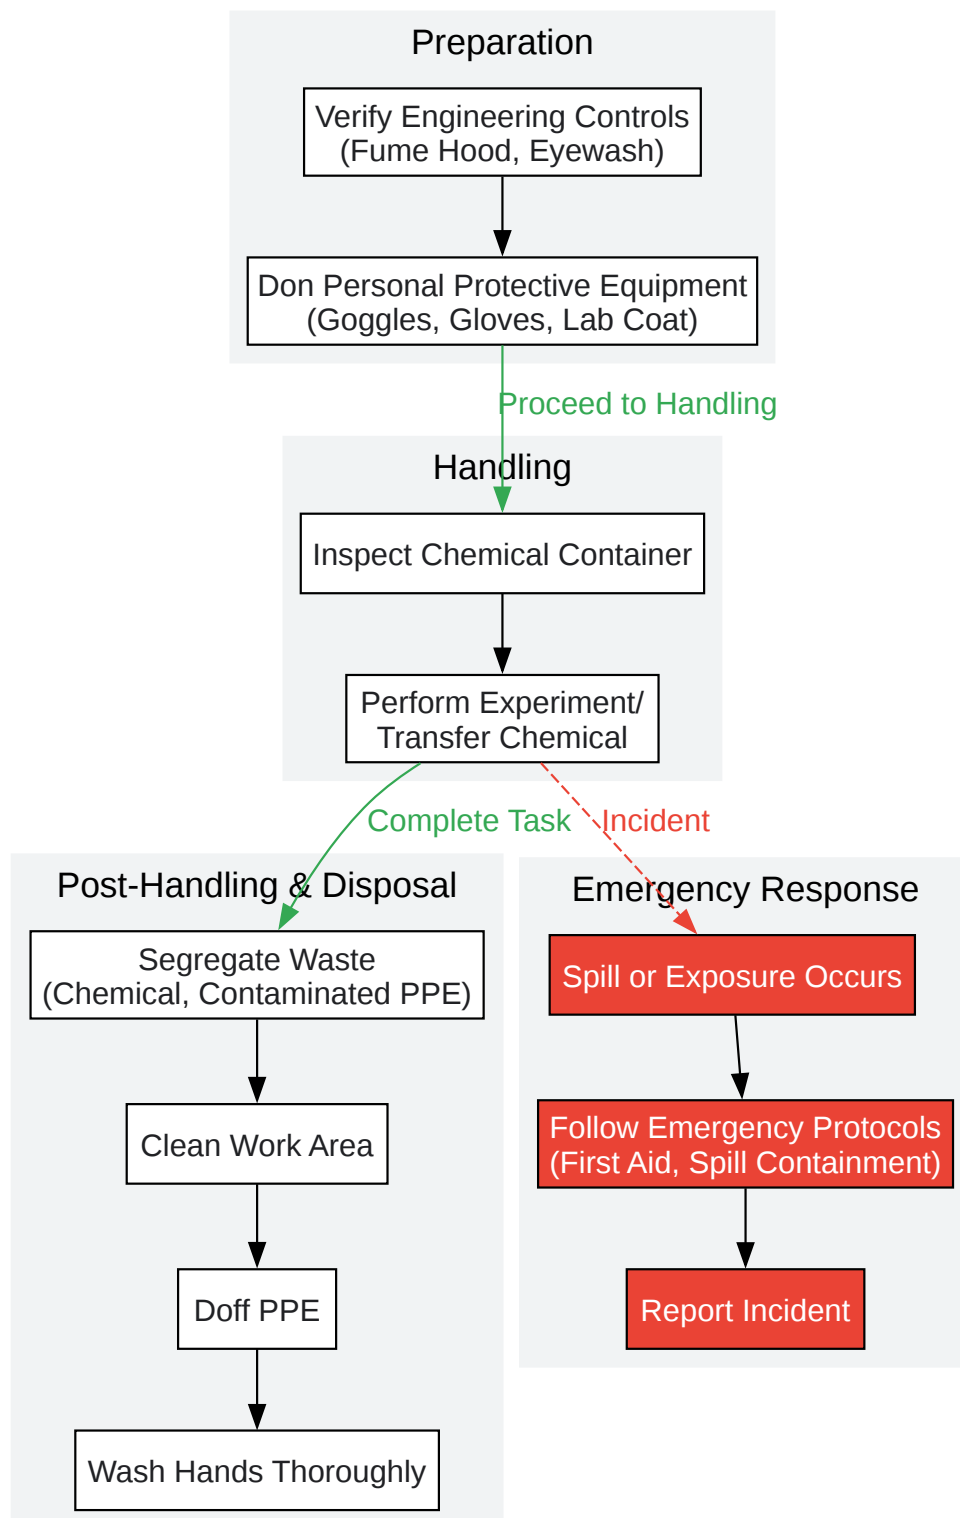 Preparation
Verify Engineering Controls
(Fume Hood, Eyewash)
Don Personal Protective Equipment
(Goggles, Gloves, Lab Coat)
Proceed to Handling
Handling
Inspect Chemical Container
Perform Experiment/
Transfer Chemical
Complete Task
Incident
Post-Handling & Disposal
Segregate Waste
(Chemical, Contaminated PPE)
Clean Work Area
Doff PPE
Wash Hands Thoroughly
Emergency Response
Spill or Exposure Occurs
Follow Emergency Protocols
(First Aid, Spill Containment)
Report Incident